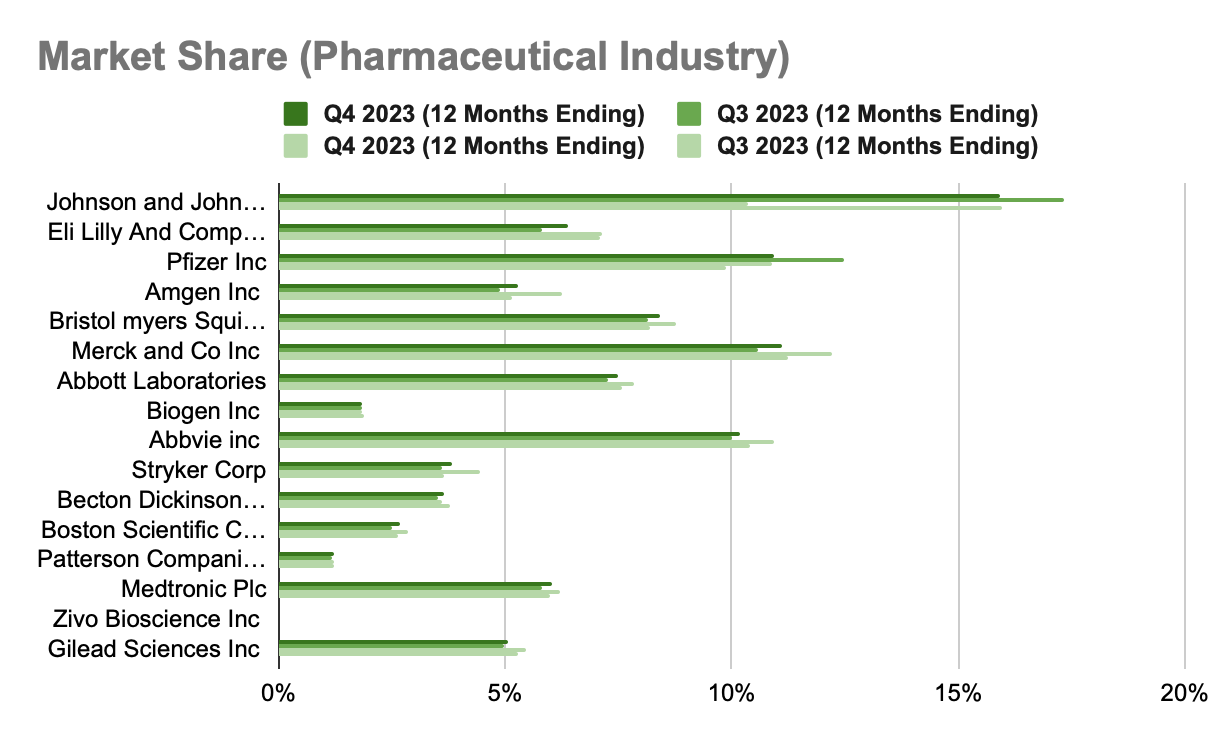 Market Share (Pharmaceutical Industry)
Q4 2023 (12 Months Ending) Q3 2023 (12 Months Ending)
Q4 2023 (12 Months Ending) Q3 2023 (12 Months Ending)
Johnson and John…
Eli Lilly And Comp…
Pfizer Inc
Amgen Inc
Bristol myers Squi…
Merck and Co Inc
Abbott Laboratories
Biogen Inc
Abbvie inc
Stryker Corp
Becton Dickinson…
Boston Scientific C…
Patterson Compani…
Medtronic Plc
Zivo Bioscience Inc
Gilead Sciences Inc
0% 5% 10% 15% 20%